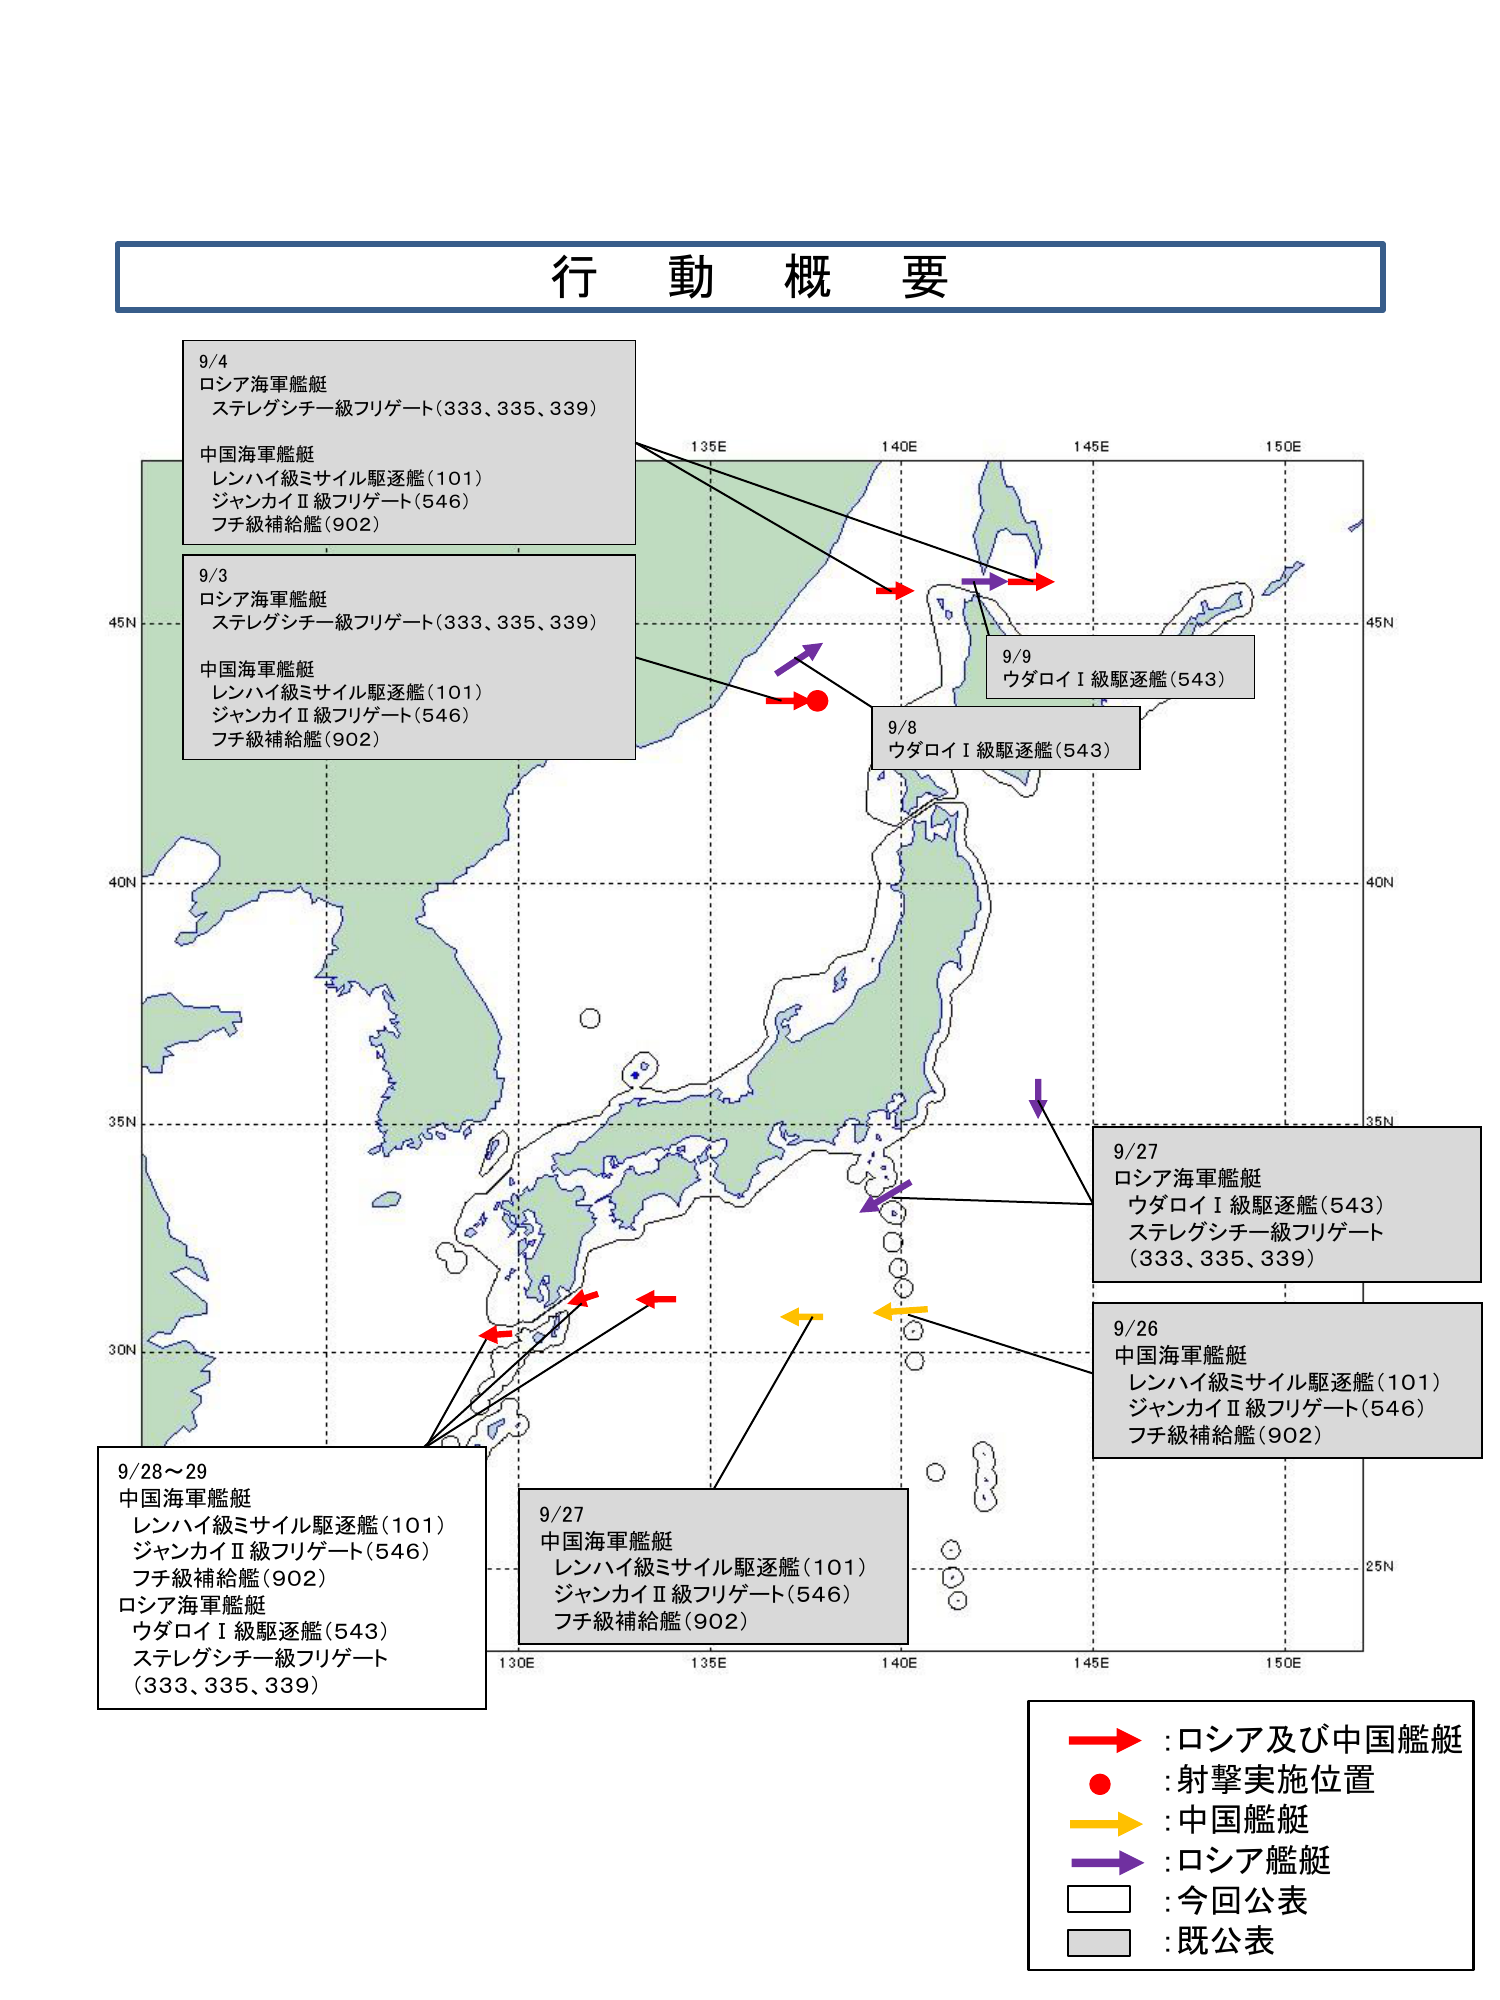 行動概要
9/4
ロシア海軍艦艇
ステレグシチー級フリゲート(333、335、339)
中国海軍艦艇
レンハイ級ミサイル駆逐艦(101)
ジャンカイⅡ級フリゲート(546)
フチ級補給艦(902)
135E
140E
145E
150E
9/3
ロシア海軍艦艇
ステレグシチー級フリゲート(333、335、339)
中国海軍艦艇
レンハイ級ミサイル駆逐艦(101)
ジャンカイⅡ級フリゲート(546)
フチ級補給艦(902)
45N
45N
9/9
ウダロイⅠ級駆逐艦(543)
9/8
ウダロイⅠ級駆逐艦(543)
40N
40N
35N
35N
9/27
ロシア海軍艦艇
ウダロイⅠ級駆逐艦(543)
ステレグシチー級フリゲート
(333、335、339)
30N
9/26
中国海軍艦艇
レンハイ級ミサイル駆逐艦(101)
ジャンカイⅡ級フリゲート(546)
フチ級補給艦(902)
9/28～29
中国海軍艦艇
レンハイ級ミサイル駆逐艦(101)
ジャンカイⅡ級フリゲート(546)
フチ級補給艦(902)
ロシア海軍艦艇
ウダロイⅠ級駆逐艦(543)
ステレグシチー級フリゲート
(333、335、339)
9/27
中国海軍艦艇
レンハイ級ミサイル駆逐艦(101)
ジャンカイⅡ級フリゲート(546)
フチ級補給艦(902)
25N
130E
135E
140E
145E
150E
:ロシア及び中国艦艇
:射撃実施位置
:中国艦艇
:ロシア艦艇
:今回公表
:既公表